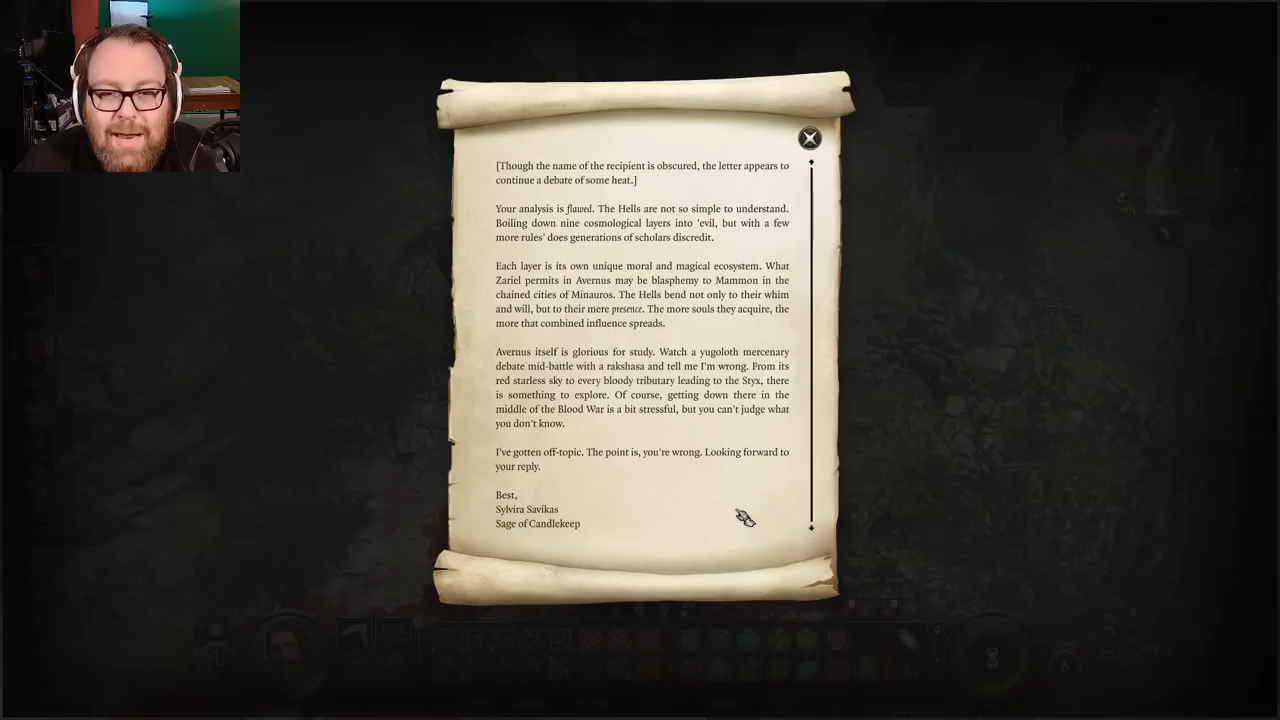 [Though the name of the recipient is obscured, the letter appears to
continue a debate of some heat.]
Your analysis is flawed. The Hells are not so simple to understand.
Boiling down nine cosmological layers into 'evil, but with a few
more rules' does generations of scholars discredit.
Each layer is its own unique moral and magical ecosystem. What
Zariel permits in Avernus may be blasphemy to Mammon in the
chained cities of Minauros. The Hells bend not only to their whim
and will, but to their mere presence. The more souls they acquire, the
more that combined influence spreads.
Avernus itself is glorious for study. Watch a yugoloth mercenary
debate mid-battle with a rakshasa and tell me I'm wrong. From its
red starless sky to every bloody tributary leading to the Styx, there
is something to explore. Of course, getting down there in the
middle of the Blood War is a bit stressful, but you can't judge what
you don't know.
I've gotten off-topic. The point is, you're wrong. Looking forward to
your reply.
Best,
Sylvira Savikas
Sage of Candlekeep